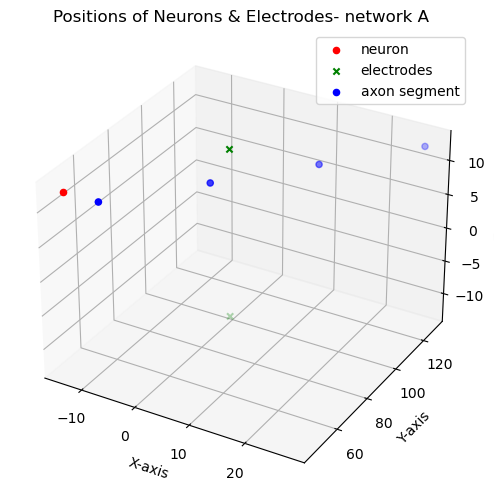 Positions of Neurons & Electrodes- network A
neuron
electrodes
axon segment
10
5
0
−5
−10
120
100
80
60
Y-axis
−10
0
10
20
X-axis